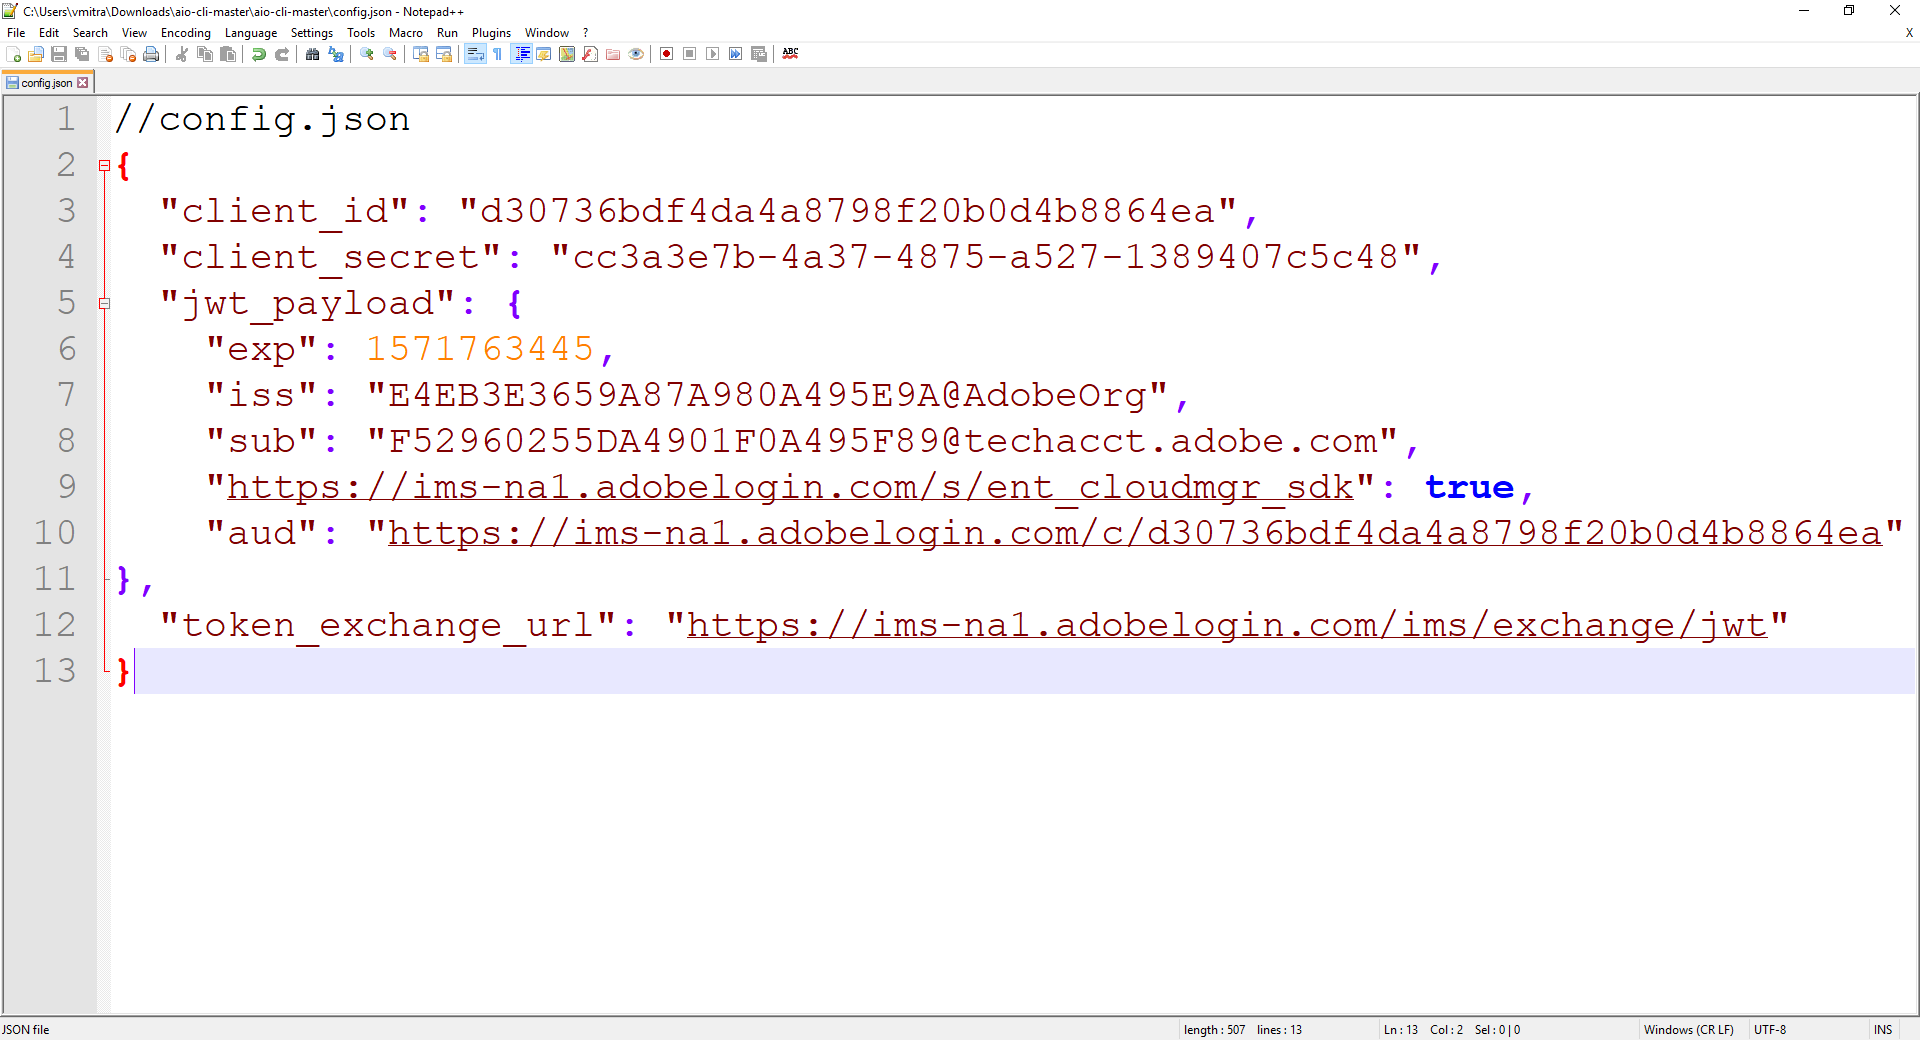 C:\Users\vmitra\Downloads\aio-cli-master\aio-cli-master\config.json - Notepad++
File Edit Search View Encoding Language Settings Tools Macro Run Plugins Window ? X
ABC
config.json
1 //config.json
2 {
3 "client_id": "d30736bdf4da4a8798f20b0d4b8864ea",
4 "client_secret": "cc3a3e7b-4a37-4875-a527-1389407c5c48",
5 "jwt_payload": {
6 "exp": 1571763445,
7 "iss": "E4EB3E3659A87A980A495E9A@AdobeOrg",
8 "sub": "F52960255DA4901F0A495F89@techacct.adobe.com",
9 "https://ims-na1.adobelogin.com/s/ent_cloudmgr_sdk": true,
10 "aud": "https://ims-na1.adobelogin.com/c/d30736bdf4da4a8798f20b0d4b8864ea"
11 },
12 "token_exchange_url": "https://ims-na1.adobelogin.com/ims/exchange/jwt"
13 }
JSON file length : 507 lines : 13 Ln : 13 Col : 2 Sel : 0 | 0 Windows (CR LF) UTF-8 INS